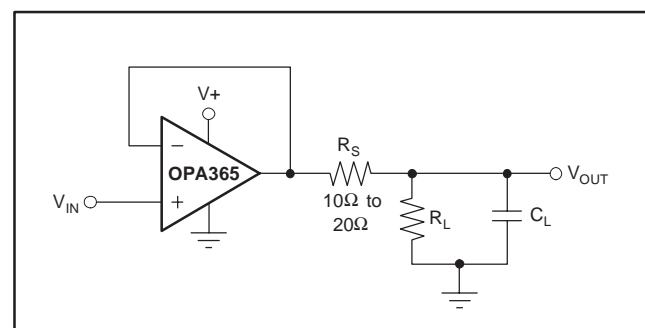 V+
−
OPA365
+
V_IN
R_S
10Ω to
20Ω
R_L
C_L
V_OUT